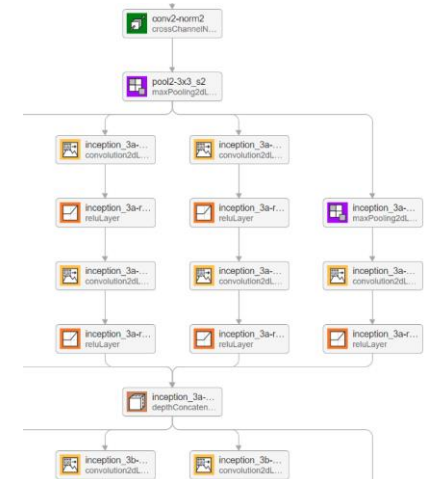 conv2-norm2
crossChannelN...
pool2-3x3_s2
maxPooling2dL...
inception_3a-...
convolution2dL...
inception_3a-...
convolution2dL...
inception_3a-r...
reluLayer
inception_3a-r...
reluLayer
inception_3a-...
maxPooling2dL...
inception_3a-...
convolution2dL...
inception_3a-...
convolution2dL...
inception_3a-...
convolution2dL...
inception_3a-r...
reluLayer
inception_3a-r...
reluLayer
inception_3a-r...
reluLayer
inception_3a-...
depthConcaten...
inception_3b-...
convolution2dL...
inception_3b-...
convolution2dL...